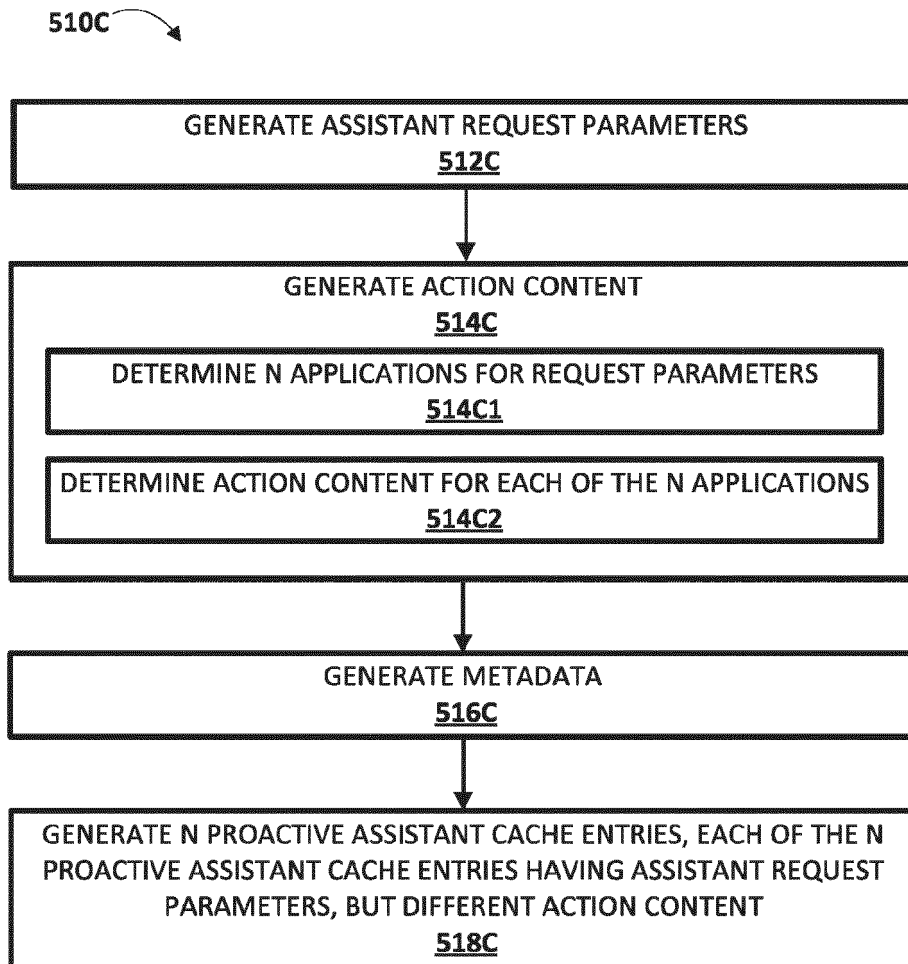 510C
GENERATE ASSISTANT REQUEST PARAMETERS
512C
GENERATE ACTION CONTENT
514C
DETERMINE N APPLICATIONS FOR REQUEST PARAMETERS
514C1
DETERMINE ACTION CONTENT FOR EACH OF THE N APPLICATIONS
514C2
GENERATE METADATA
516C
GENERATE N PROACTIVE ASSISTANT CACHE ENTRIES, EACH OF THE N
PROACTIVE ASSISTANT CACHE ENTRIES HAVING ASSISTANT REQUEST
PARAMETERS, BUT DIFFERENT ACTION CONTENT
518C